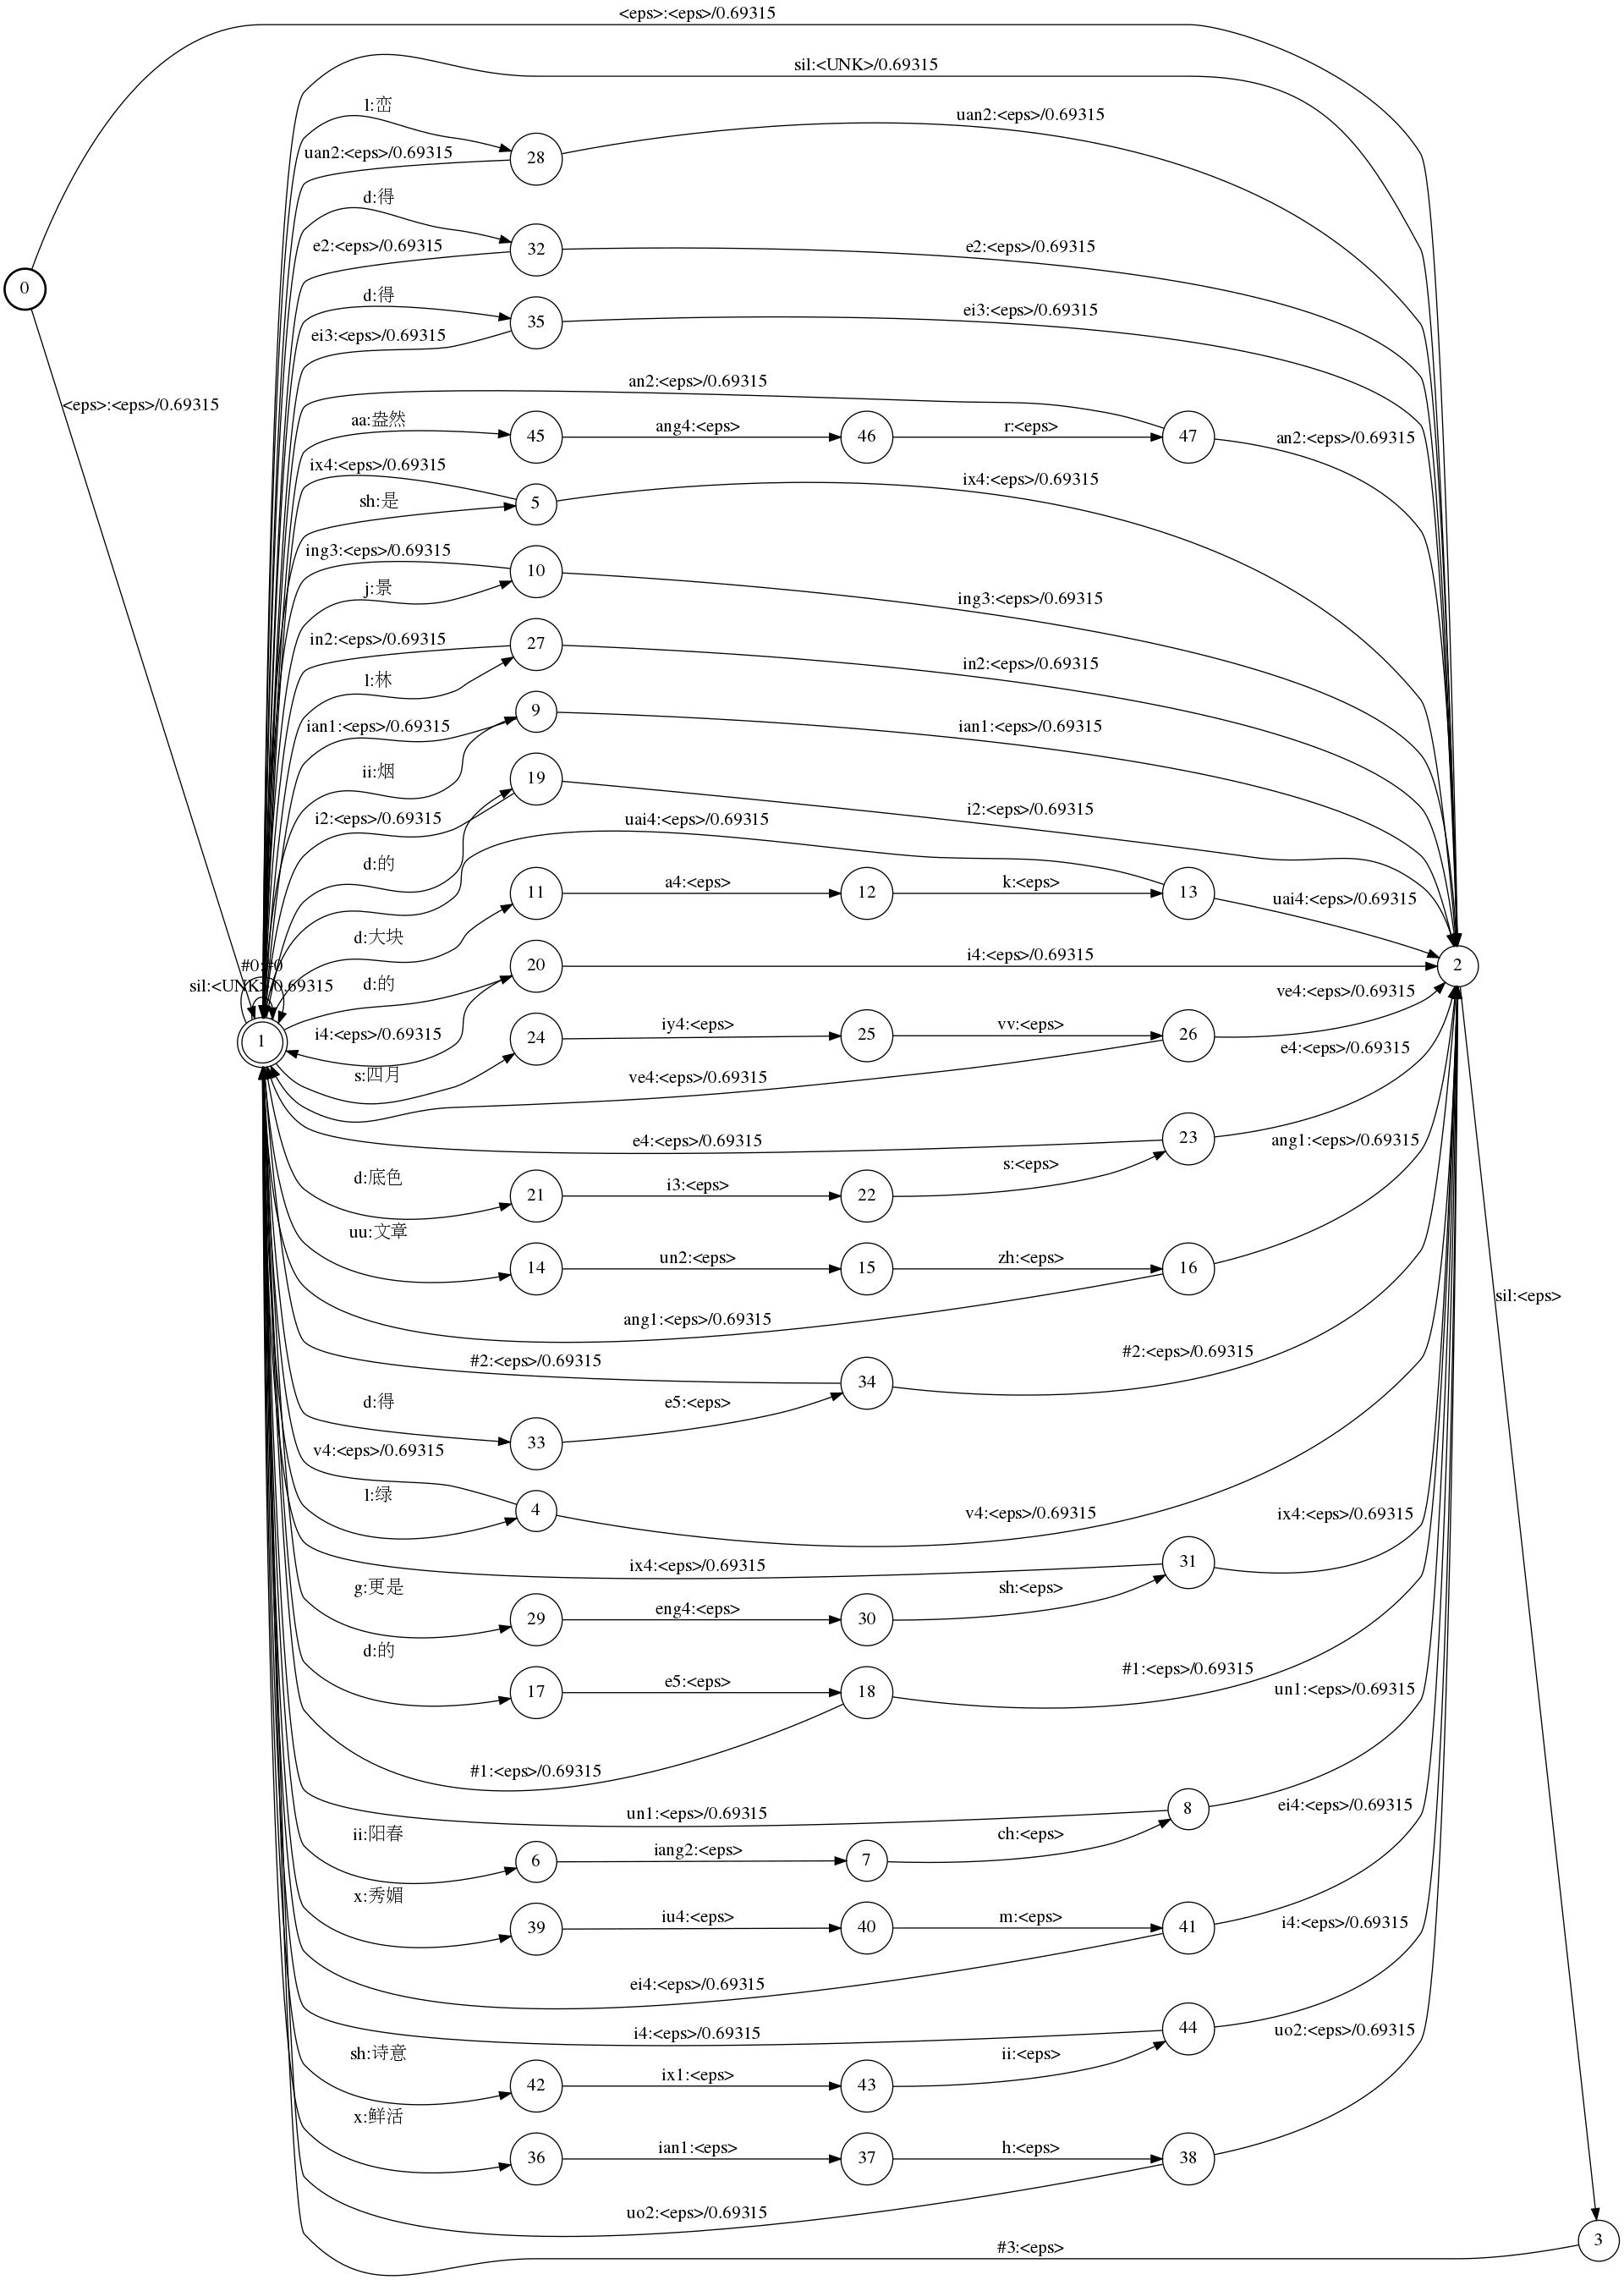 <eps>:<eps>/0.69315
sil:<UNK>/0.69315
l:峦
uan2:<eps>/0.69315
uan2:<eps>/0.69315
28
d:得
e2:<eps>/0.69315
32
e2:<eps>/0.69315
0
d:得
ei3:<eps>/0.69315
35
ei3:<eps>/0.69315
an2:<eps>/0.69315
<eps>:<eps>/0.69315
aa:盎然
45
ang4:<eps>
46
r:<eps>
47
an2:<eps>/0.69315
ix4:<eps>/0.69315
sh:是
5
ix4:<eps>/0.69315
ing3:<eps>/0.69315
j:景
10
ing3:<eps>/0.69315
in2:<eps>/0.69315
l:林
27
in2:<eps>/0.69315
ian1:<eps>/0.69315
ii:烟
9
ian1:<eps>/0.69315
i2:<eps>/0.69315
d:的
19
i2:<eps>/0.69315
uai4:<eps>/0.69315
d:大块
11
a4:<eps>
12
k:<eps>
13
uai4:<eps>/0.69315
#0:#0
sil:<UNK>/0.69315
d:的
i4:<eps>/0.69315
20
i4:<eps>/0.69315
2
1
s:四月
24
iy4:<eps>
25
vv:<eps>
26
ve4:<eps>/0.69315
ve4:<eps>/0.69315
e4:<eps>/0.69315
e4:<eps>/0.69315
23
d:底色
21
i3:<eps>
22
s:<eps>
ang1:<eps>/0.69315
uu:文章
14
un2:<eps>
15
zh:<eps>
16
ang1:<eps>/0.69315
sil:<eps>
#2:<eps>/0.69315
34
#2:<eps>/0.69315
d:得
33
e5:<eps>
v4:<eps>/0.69315
l:绿
4
v4:<eps>/0.69315
ix4:<eps>/0.69315
31
ix4:<eps>/0.69315
g:更是
29
eng4:<eps>
30
sh:<eps>
d:的
17
e5:<eps>
18
#1:<eps>/0.69315
#1:<eps>/0.69315
un1:<eps>/0.69315
un1:<eps>/0.69315
8
ii:阳春
6
iang2:<eps>
7
ch:<eps>
ei4:<eps>/0.69315
x:秀媚
39
iu4:<eps>
40
m:<eps>
41
ei4:<eps>/0.69315
i4:<eps>/0.69315
i4:<eps>/0.69315
44
sh:诗意
42
ix1:<eps>
43
ii:<eps>
uo2:<eps>/0.69315
x:鲜活
36
ian1:<eps>
37
h:<eps>
38
uo2:<eps>/0.69315
#3:<eps>
3